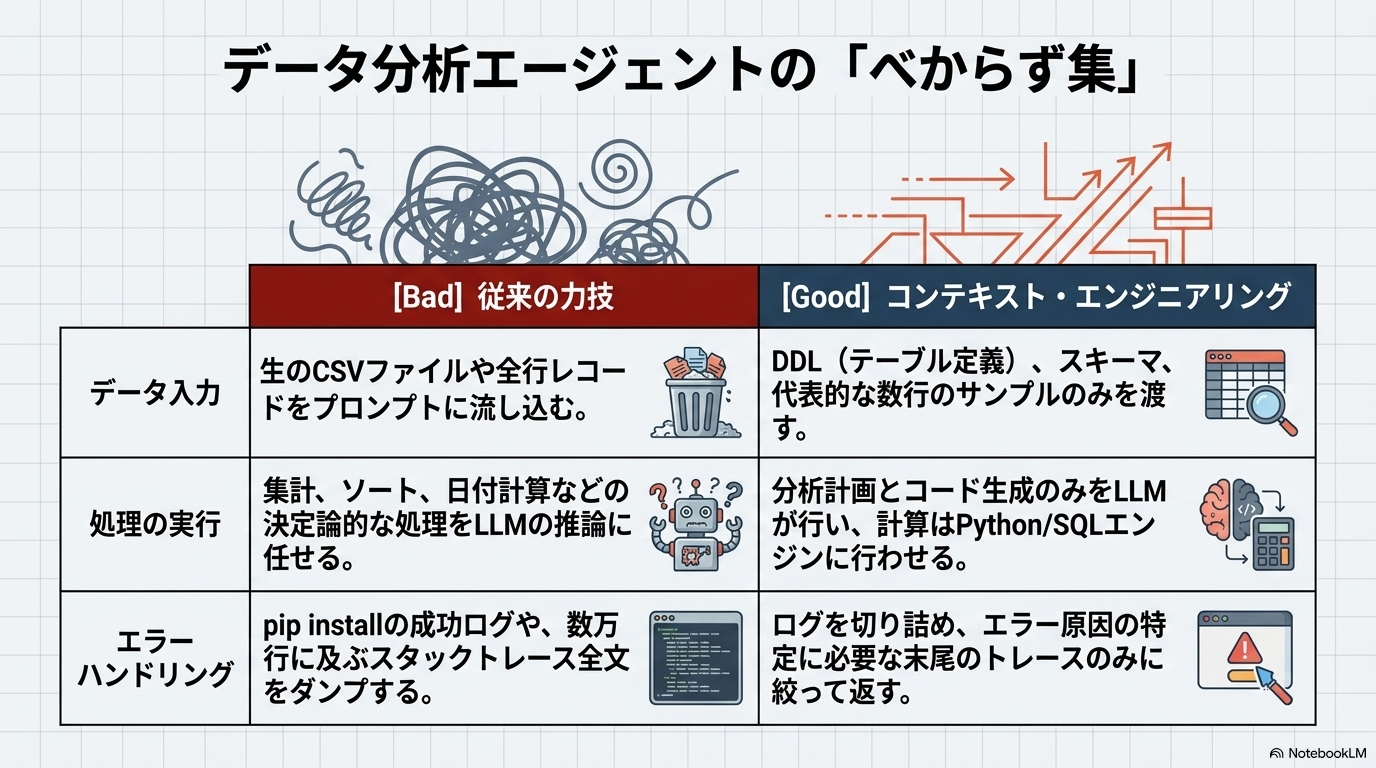 データ分析エージェントの「べからず集」
[Bad] 従来の力技
[Good] コンテキスト・エンジニアリング
データ入力
生のCSVファイルや全行レコー
ドをプロンプトに流し込む。
DDL（テーブル定義）、スキーマ、
代表的な数行のサンプルのみを渡
す。
処理の実行
集計、ソート、日付計算などの
決定論的な処理をLLMの推論に
任せる。
分析計画とコード生成のみをLLM
が行い、計算はPython/SQLエン
ジンに行わせる。
エラー
ハンドリング
pip installの成功ログや、数万
行に及ぶスタックトレース全文
をダンプする。
ログを切り詰め、エラー原因の特
定に必要な末尾のトレースのみに
絞って返す。
NotebookLM